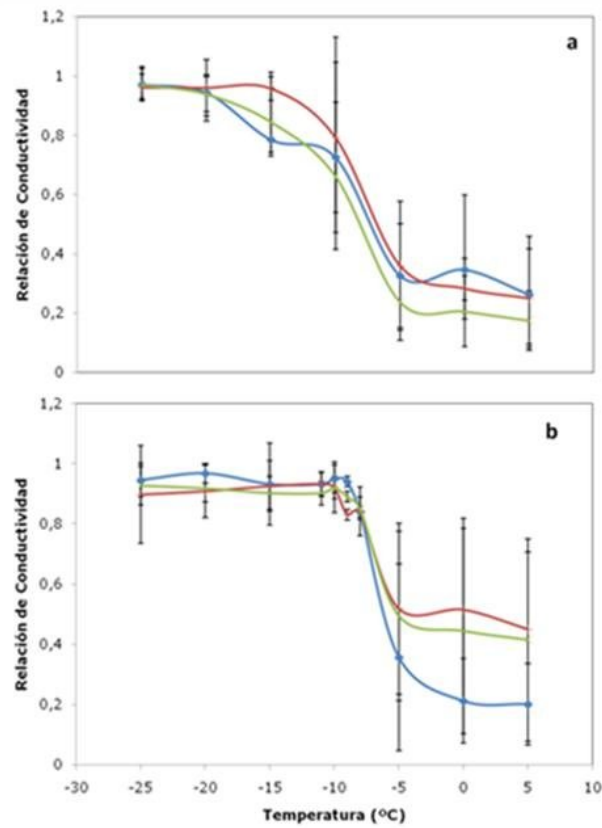 a
1,2
1
0,8
0,6
0,4
0,2
0
Relación de Conductividad
b
1,2
1
0,8
0,6
0,4
0,2
0
Relación de Conductividad
-30 -25 -20 -15 -10 -5 0 5 10
Temperatura (ºC)